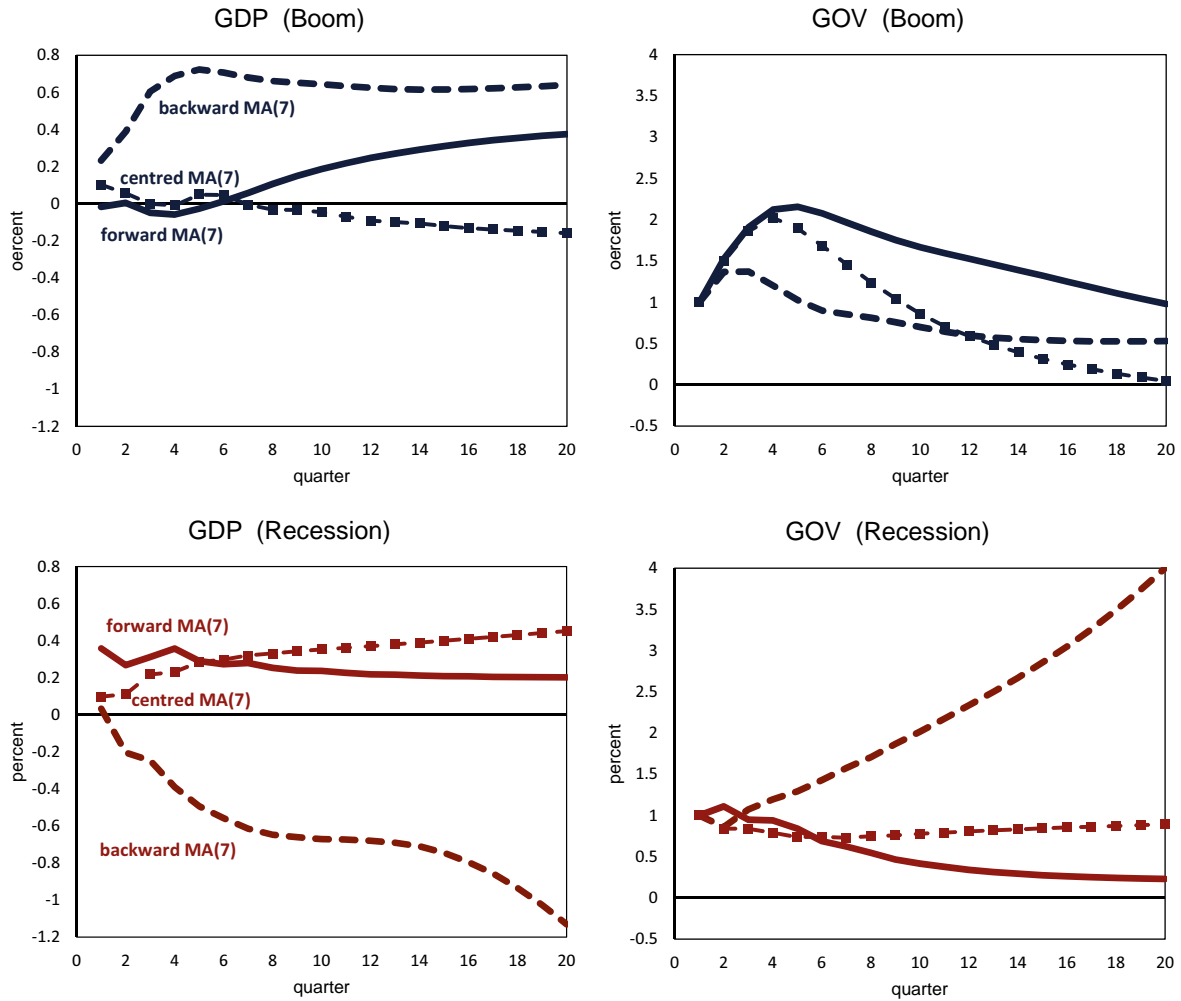 GDP (Boom)
0.8
0.6
0.4
0.2
0
-0.2
-0.4
-0.6
-0.8
-1
-1.2
oercent
backward MA(7)
centred MA(7)
forward MA(7)
0 2 4 6 8 10 12 14 16 18 20
quarter
GOV (Boom)
4
3.5
3
2.5
2
1.5
1
0.5
0
-0.5
oercent
0 2 4 6 8 10 12 14 16 18 20
quarter
GDP (Recession)
0.8
0.6
0.4
0.2
0
-0.2
-0.4
-0.6
-0.8
-1
-1.2
percent
forward MA(7)
centred MA(7)
backward MA(7)
0 2 4 6 8 10 12 14 16 18 20
quarter
GOV (Recession)
4
3.5
3
2.5
2
1.5
1
0.5
0
-0.5
percent
0 2 4 6 8 10 12 14 16 18 20
quarter